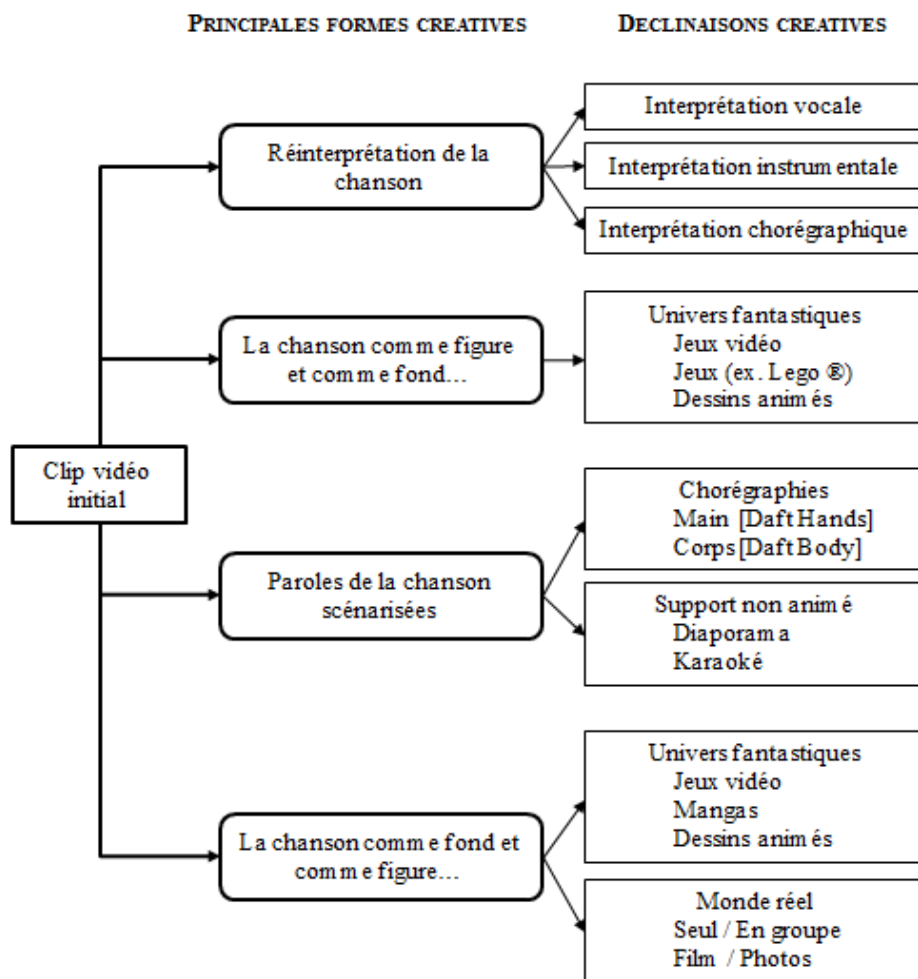 PRINCIPALES FORMES CREATIVES
DECLINAISONS CREATIVES
Clip vidéo
initial
Réinterprétation de la
chanson
Interprétation vocale
Interprétation instrumentale
Interprétation chorégraphique
La chanson comme figure
et comme fond…
Univers fantastiques
Jeux vidéo
Jeux (ex. Lego ®)
Dessins animés
Paroles de la chanson
scénarisées
Chorégraphies
Main [Daft Hands]
Corps [Daft Body]
Support non animé
Diaporama
Karaoké
La chanson comme fond et
comme figure…
Univers fantastiques
Jeux vidéo
Mangas
Dessins animés
Monde réel
Seul / En groupe
Film / Photos